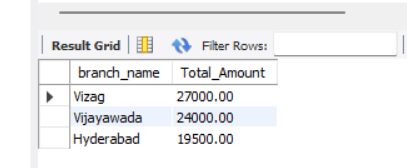 Result Grid Filter Rows:
branch_name Total_Amount
Vizag 27000.00
Vijayawada 24000.00
Hyderabad 19500.00